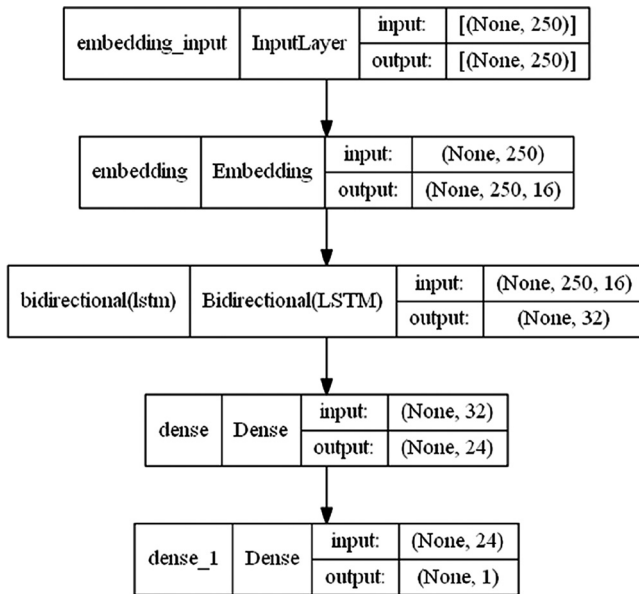 embedding_input InputLayer input: [(None, 250)]
output: [(None, 250)]
embedding Embedding input: (None, 250)
output: (None, 250, 16)
bidirectional(lstm) Bidirectional(LSTM) input: (None, 250, 16)
output: (None, 32)
dense Dense input: (None, 32)
output: (None, 24)
dense_1 Dense input: (None, 24)
output: (None, 1)